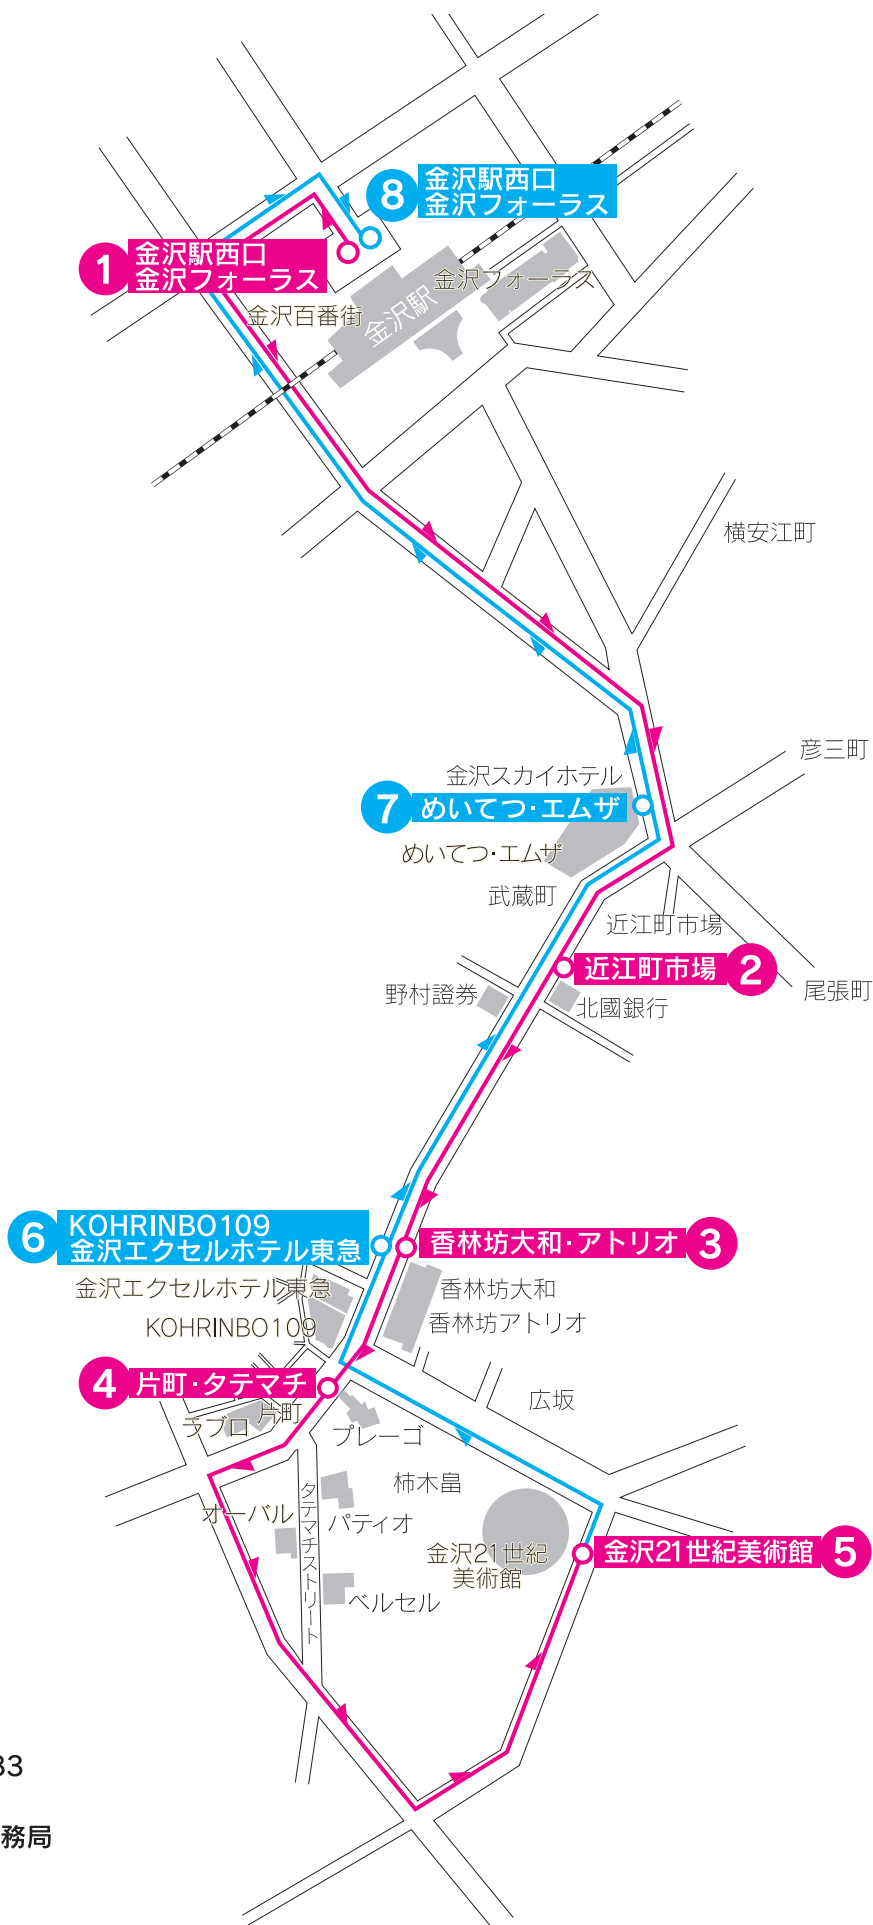 8
金沢駅西口
金沢フォーラス
1
金沢駅西口
金沢フォーラス
金沢フォーラス
金沢百番街
金沢駅
横安江町
彦三町
金沢スカイホテル
7
めいてつ・エムザ
めいてつ・エムザ
武蔵町
近江町市場
近江町市場
2
野村證券
北國銀行
尾張町
6
KOHRINBO109
金沢エクセルホテル東急
香林坊大和・アトリオ
3
金沢エクセルホテル東急
香林坊大和
KOHRINBO109
香林坊アトリオ
4
片町・タテマチ
広坂
ラブロ
片町
プレーゴ
柿木畠
タテマチストリート
オーバル
パティオ
金沢21世紀
美術館
金沢21世紀美術館
5
ベルセル
33
務局